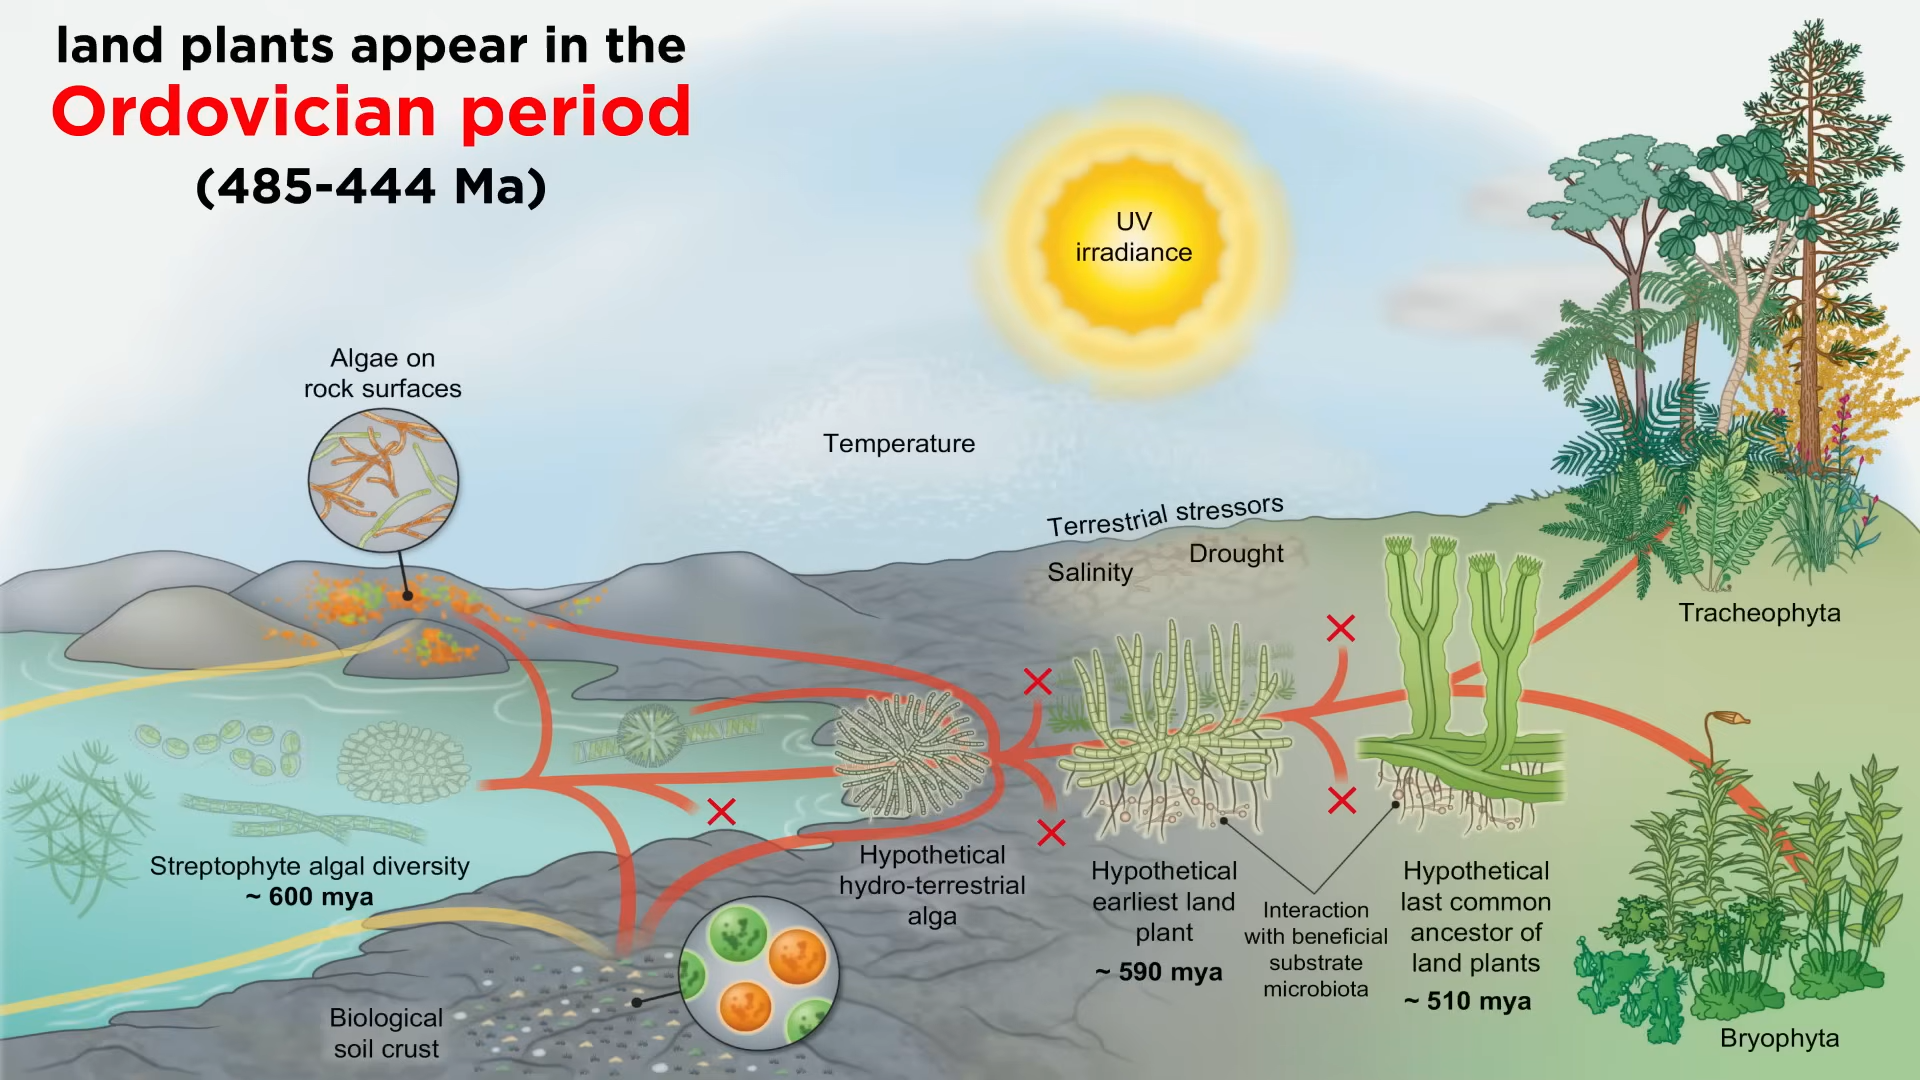 land plants appear in the
Ordovician period
(485-444 Ma)
UV
irradiance
Algae on
rock surfaces
Temperature
Terrestrial stressors
Drought
Salinity
Tracheophyta
Streptophyte algal diversity
~ 600 mya
Hypothetical
hydro-terrestrial
alga
Hypothetical
earliest land
plant
~ 590 mya
Interaction
with beneficial
substrate
microbiota
Hypothetical
last common
ancestor of
land plants
~ 510 mya
Biological
soil crust
Bryophyta